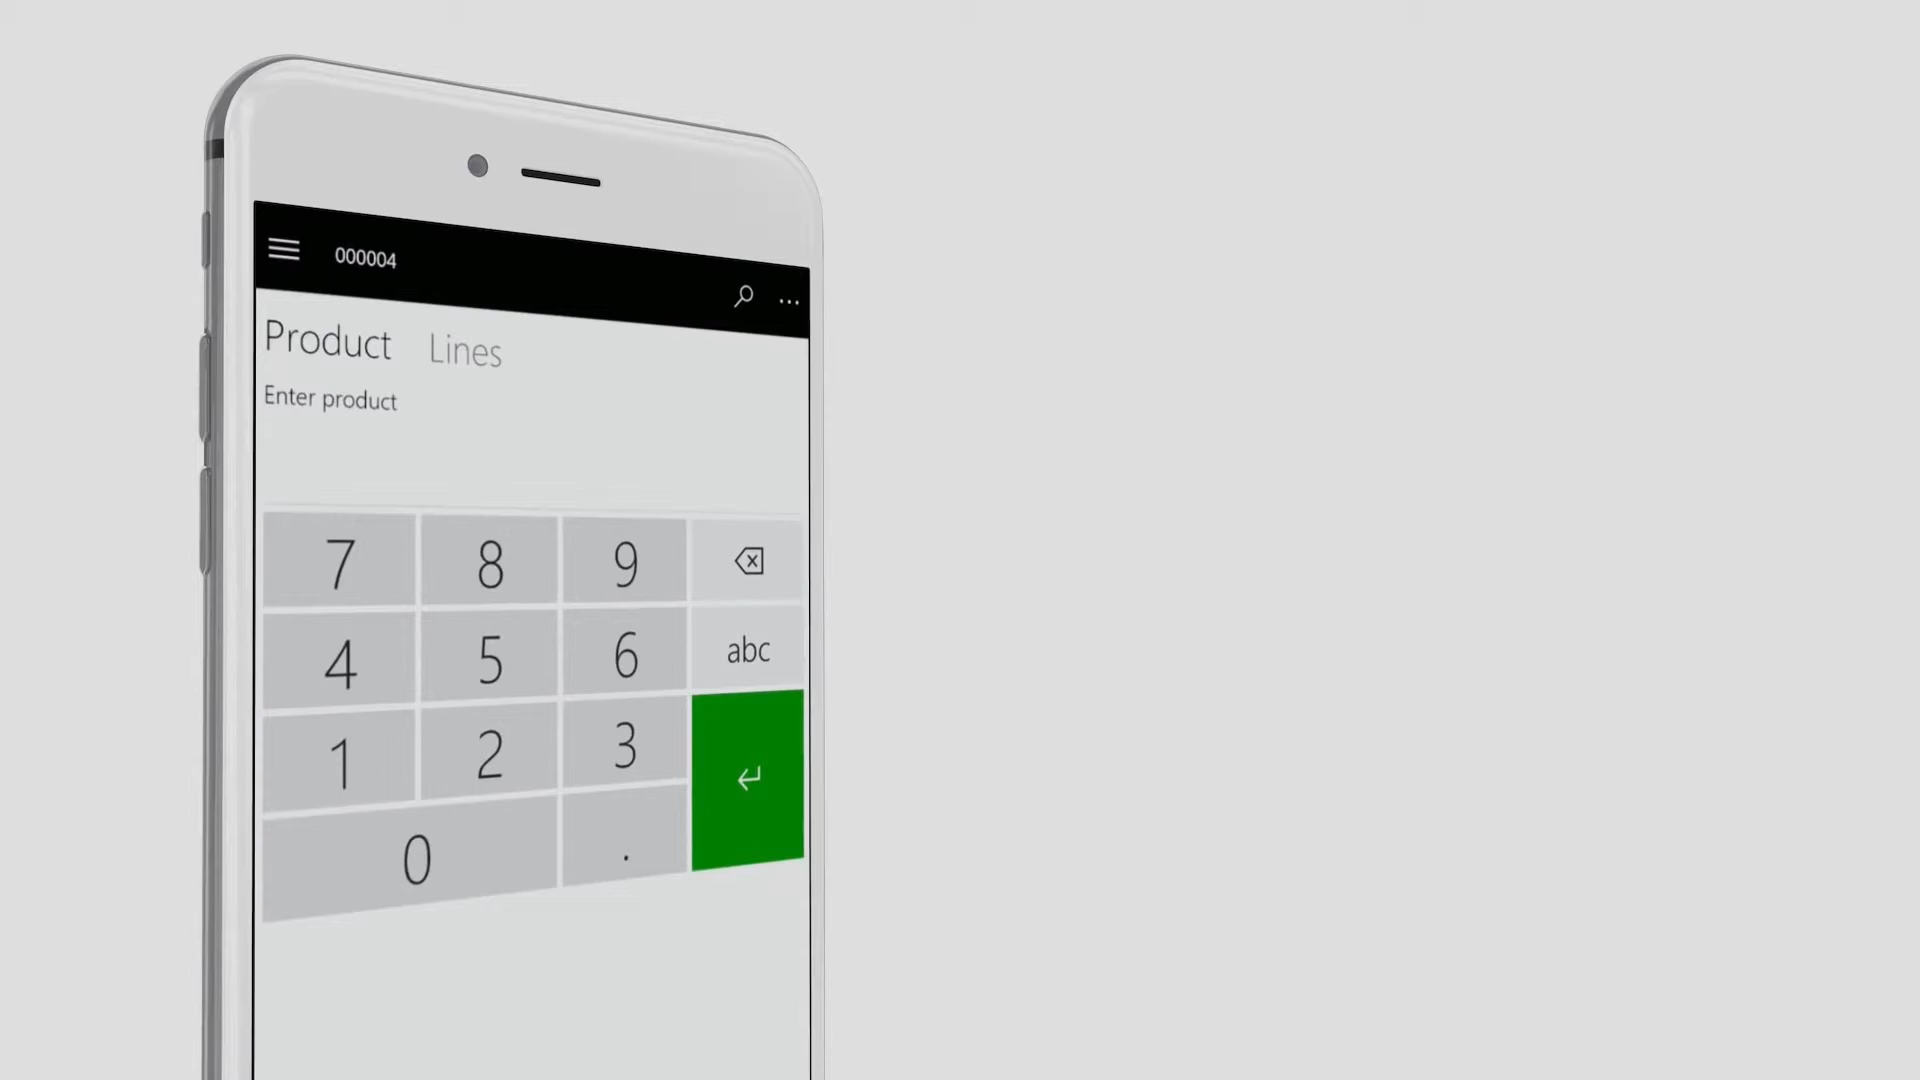 000004
...
Product Lines
Enter product
7 8 9
4 5 6 abc
1 2 3
0 .